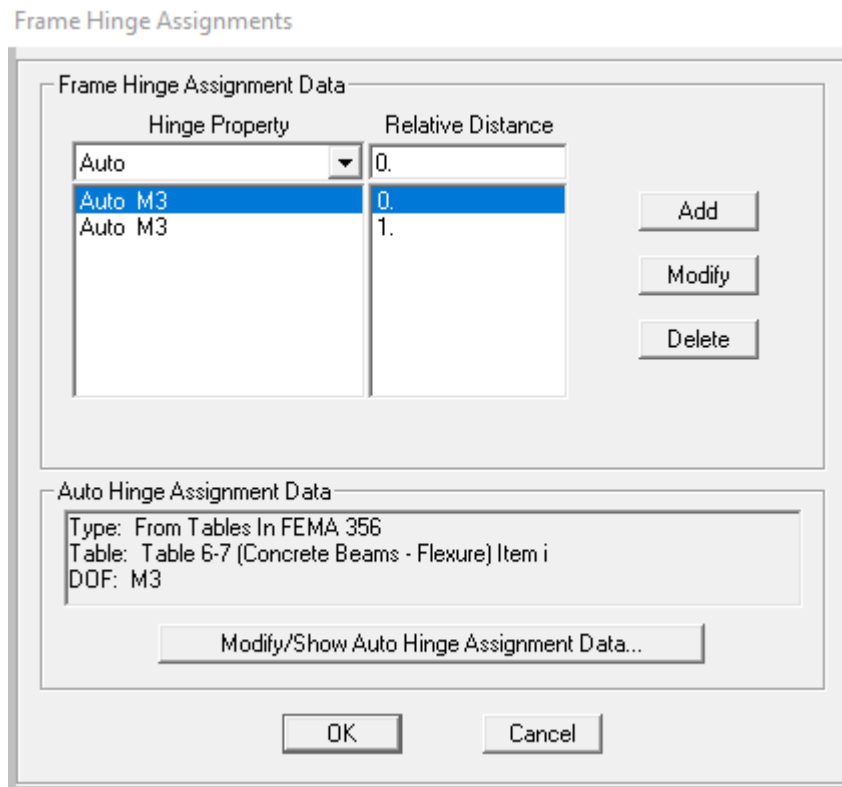 Frame Hinge Assignments
Frame Hinge Assignment Data
Hinge Property Relative Distance
Auto 0.
Auto M3 0.
Auto M3 1.
Add
Modify
Delete
Auto Hinge Assignment Data
Type: From Tables In FEMA 356
Table: Table 6-7 (Concrete Beams - Flexure) Item i
DOF: M3
Modify/Show Auto Hinge Assignment Data...
OK Cancel